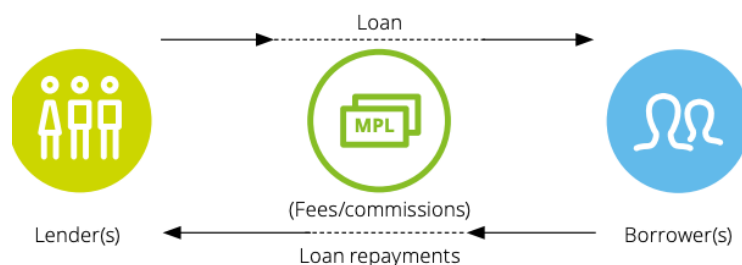 Loan
MPL
(Fees/commissions)
Lender(s)
Borrower(s)
Loan repayments